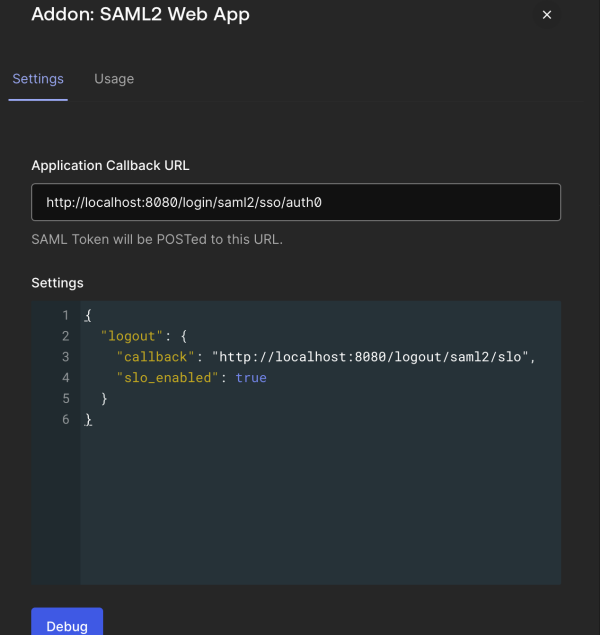 Addon: SAML2 Web App
×
Settings Usage
Application Callback URL
http://localhost:8080/login/saml2/sso/auth0
SAML Token will be POSTed to this URL.
Settings
1 {
2 "logout": {
3 "callback": "http://localhost:8080/logout/saml2/slo",
4 "slo_enabled": true
5 }
6 }
Debug